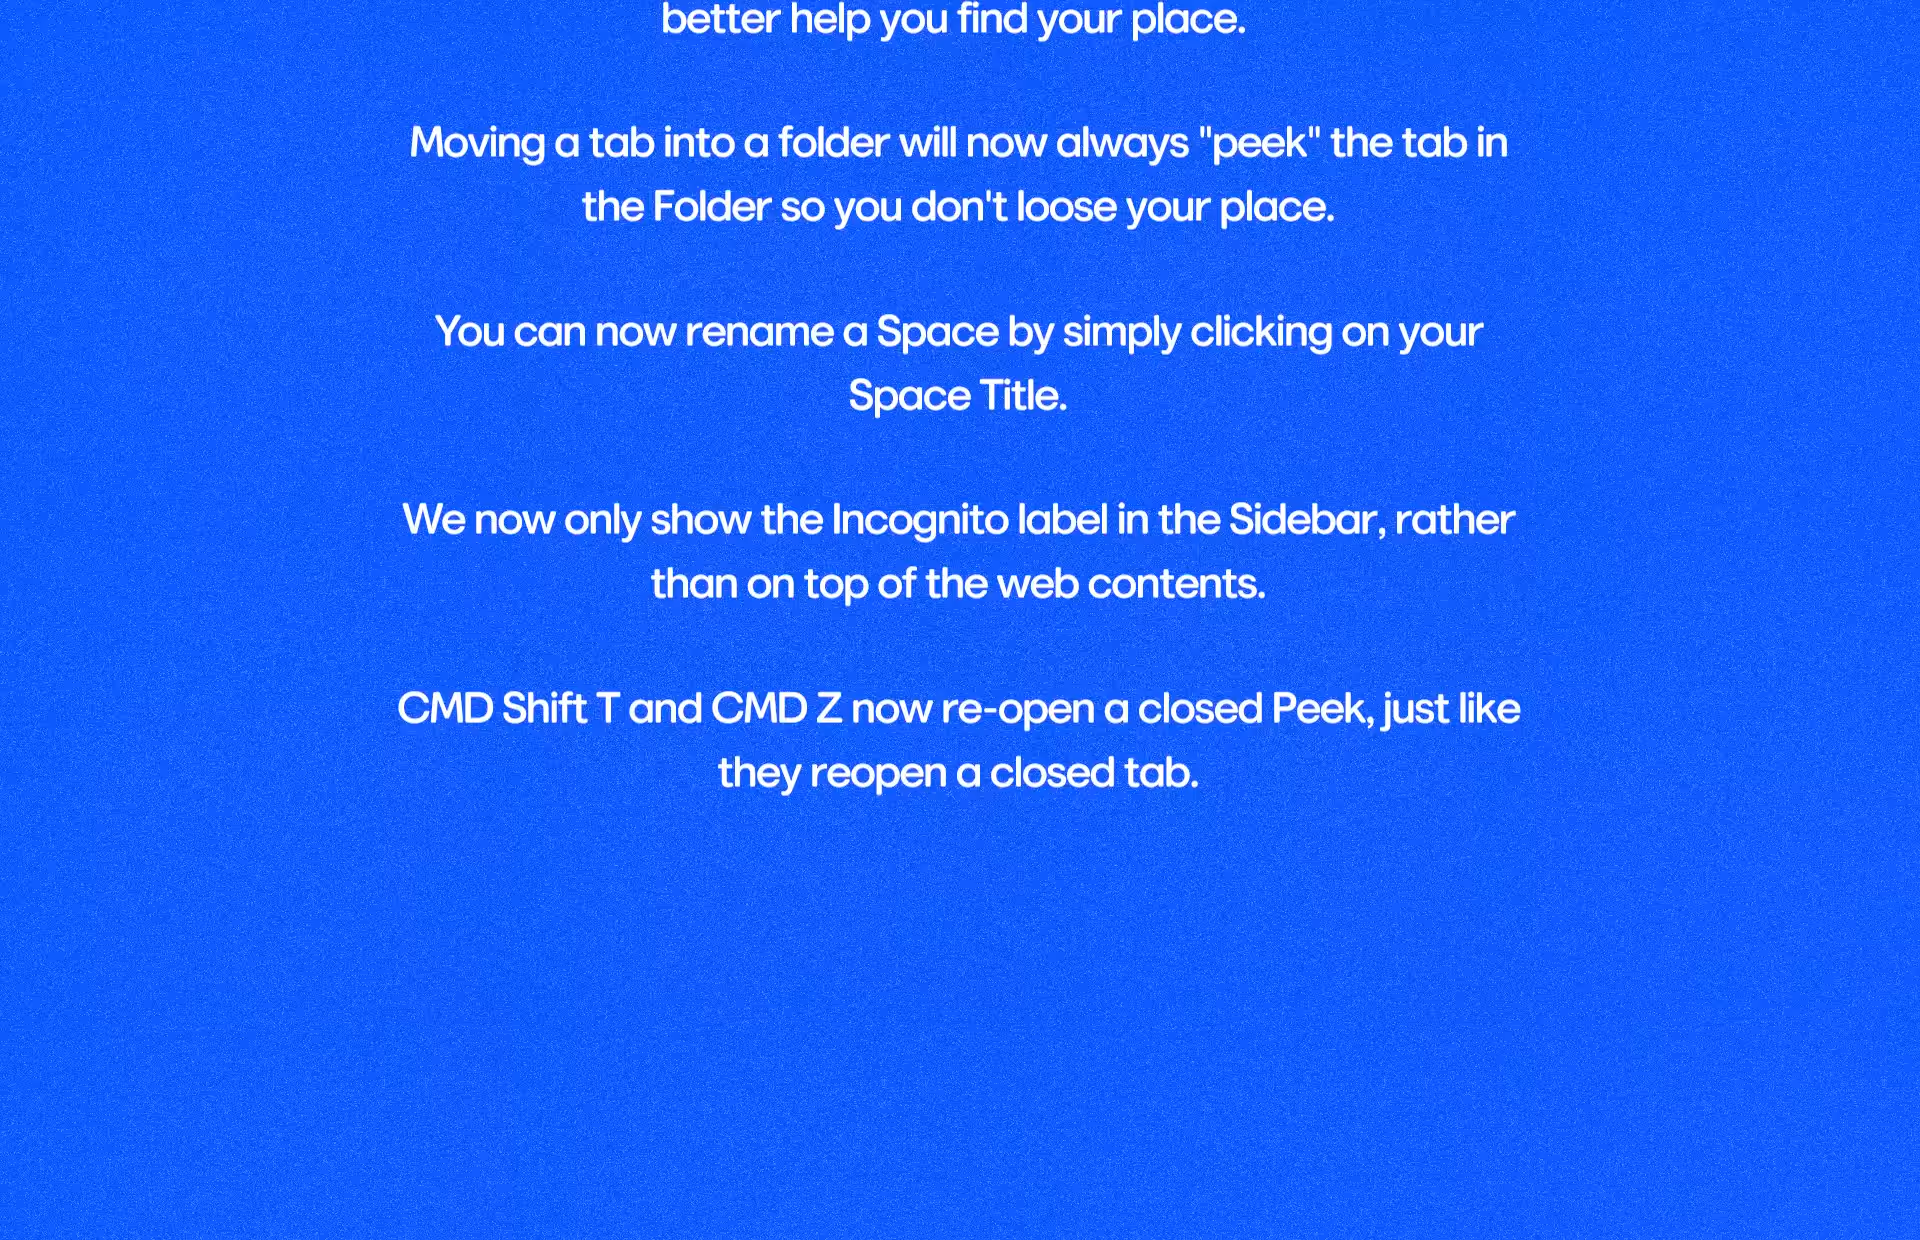 better help you find your place.
Moving a tab into a folder will now always "peek" the tab in
the Folder so you don't loose your place.
You can now rename a Space by simply clicking on your
Space Title.
We now only show the Incognito label in the Sidebar, rather
than on top of the web contents.
CMD Shift T and CMD Z now re-open a closed Peek, just like
they reopen a closed tab.